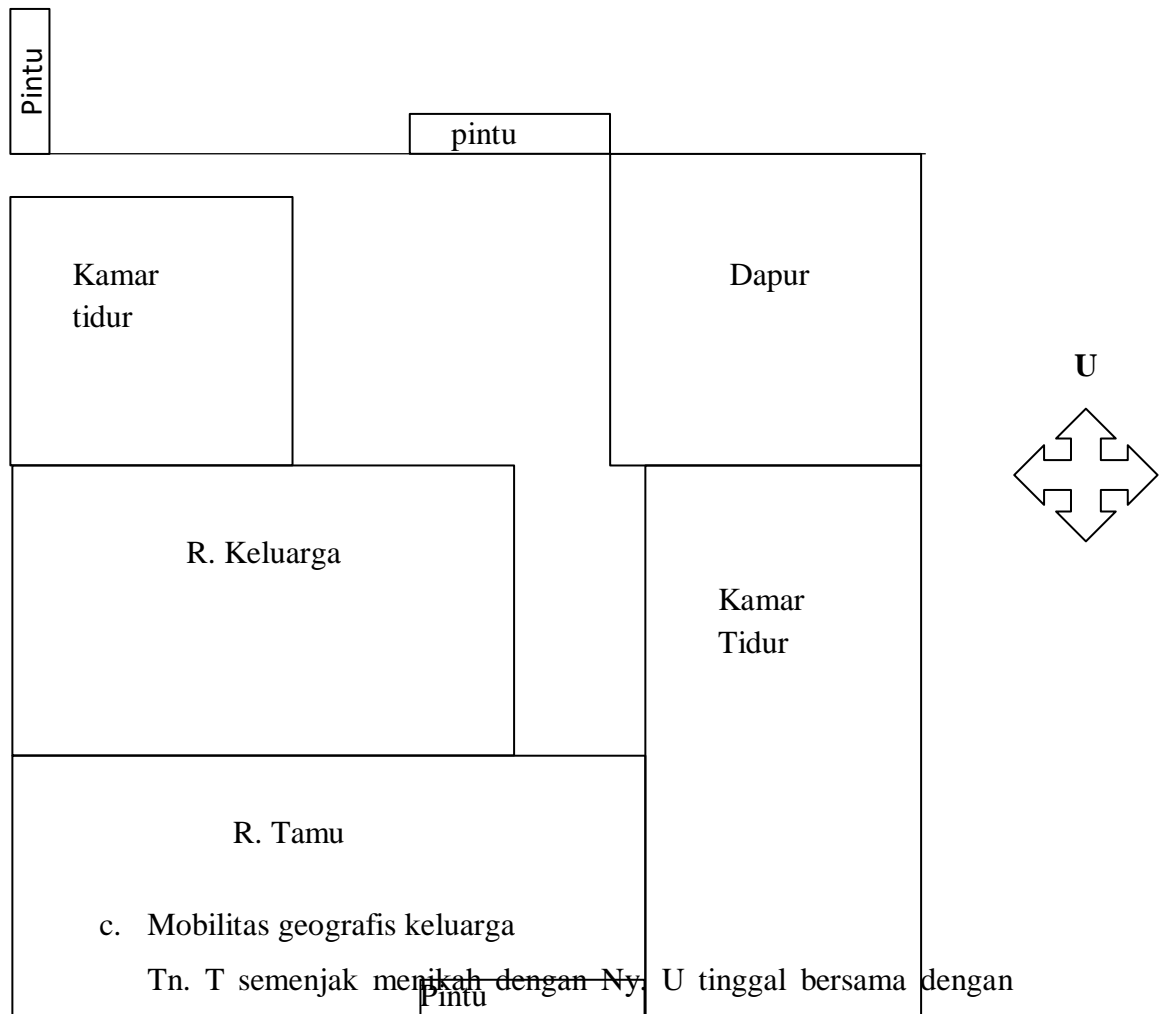 Pintu
pintu
Kamar
tidur
Dapur
U
R. Keluarga
Kamar
Tidur
R. Tamu
c. Mobilitas geografis keluarga
Tn. T semenjak menikah dengan Ny. U tinggal bersama dengan
Pintu